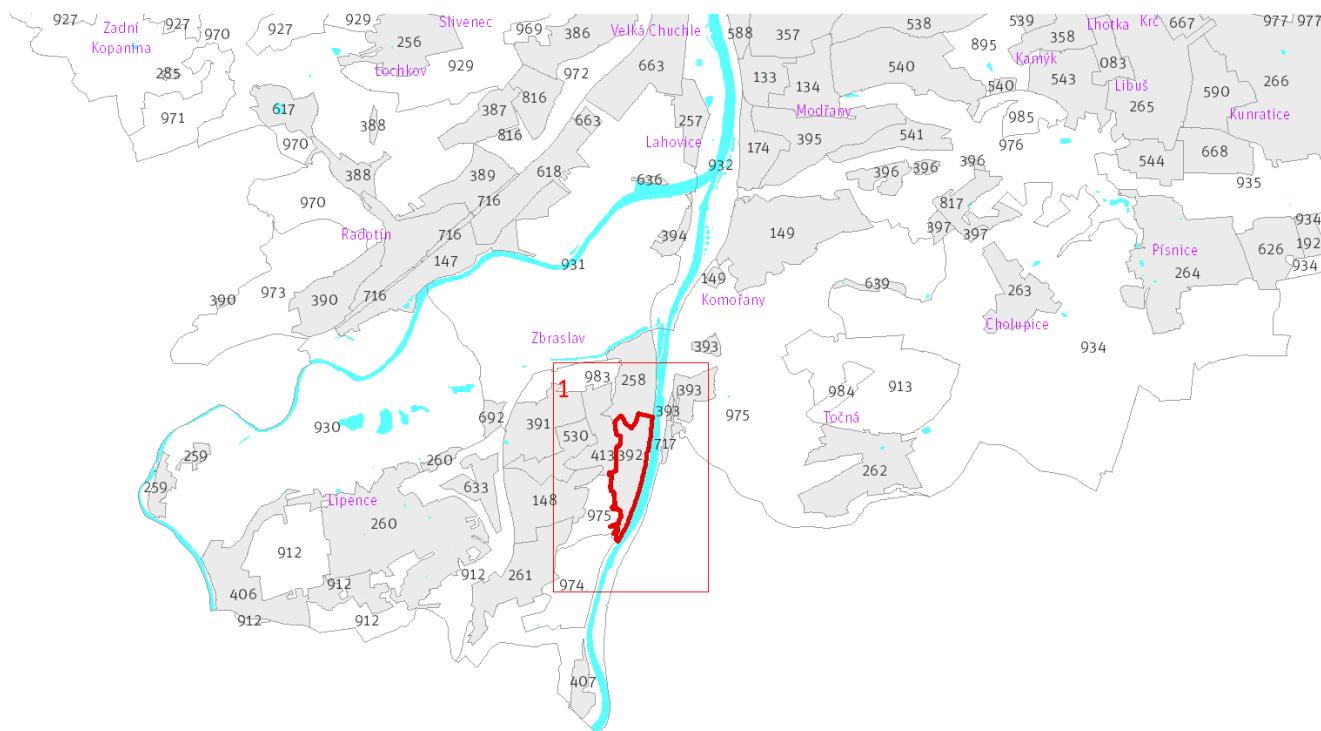 927 927 929 Slivenec 969 386 Velká Chuchle 588 357 538 539 Lhotka Krč 667 977 977
Zadní
Kopanina
970 927 256 895 358
285 Lochkov 929 972 663 133 134 540 Kamýk 543 083 Libuš 590 266
971 617 387 816 540 265
388 816 663 257 Modřany 985 Kunratice
970 Lahovice 174 395 541 976 544 668
388 389 618 636 932 396 396 396 935
970 716 817
Radotín 716 394 149 397 397 934
147 931 Písnice 626 192
390 973 390 716 149 639 263 264 934
Komořany Cholupice
Zbraslav 393 934
983 258 393 984 913
1
692 391 393 975 Točná
930 530 717
259 260 413 392 262
259 633 148
Lipence 260 975
912
406 912 912 261 974
912 912
407